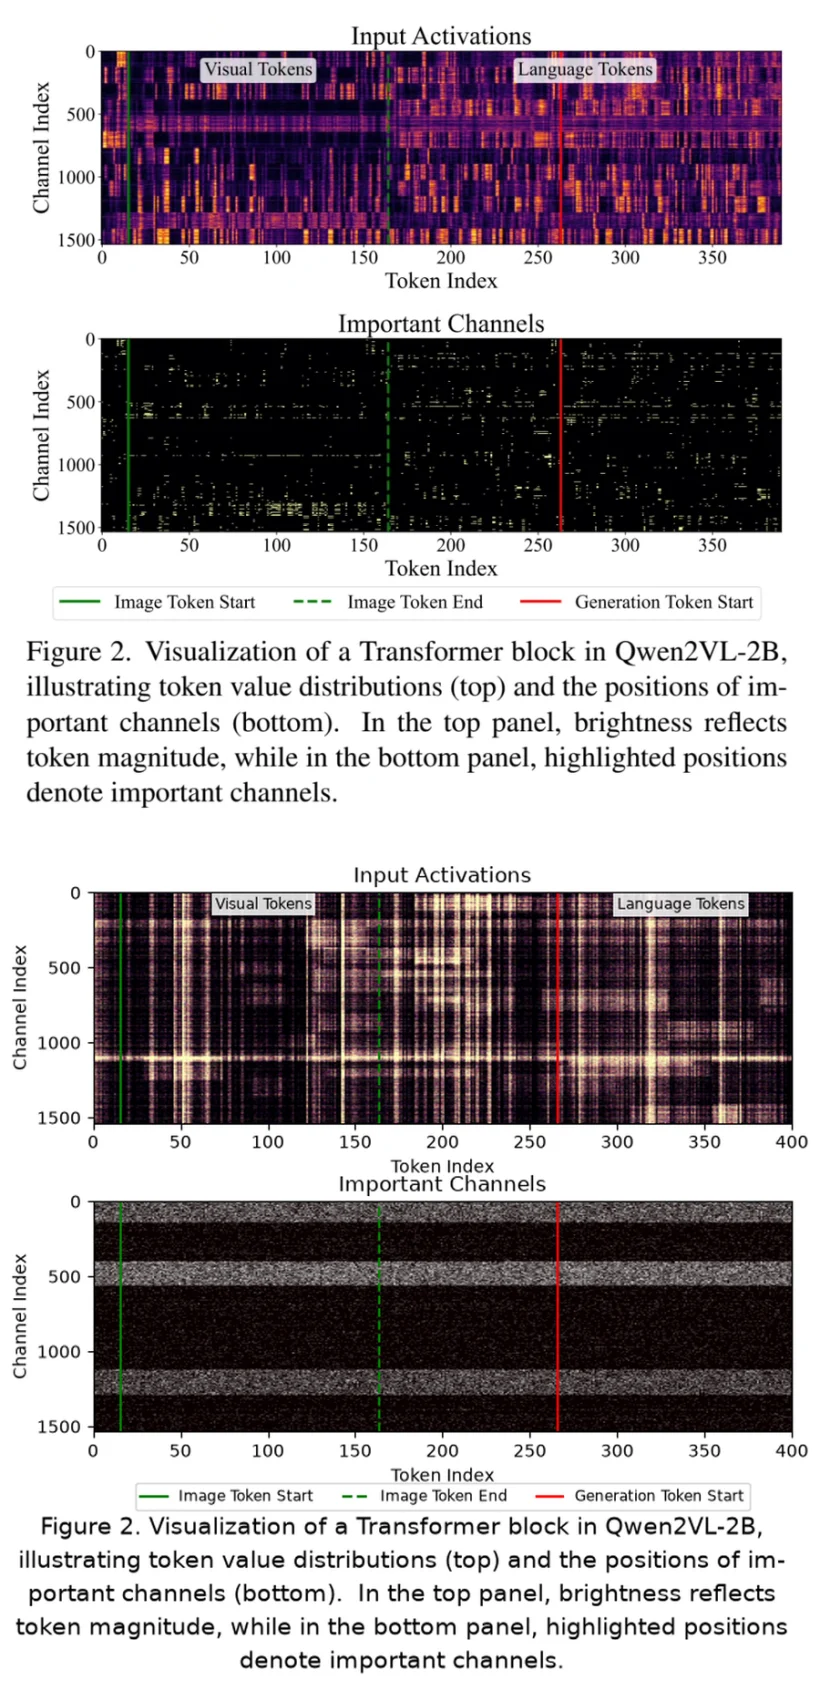 Input Activations
Visual Tokens
Language Tokens
Channel Index
0
500
1000
1500
0 50 100 150 200 250 300 350
Token Index
Important Channels
Channel Index
0
500
1000
1500
0 50 100 150 200 250 300 350
Token Index
Image Token Start Image Token End Generation Token Start
Figure 2. Visualization of a Transformer block in Qwen2VL-2B,
illustrating token value distributions (top) and the positions of im-
portant channels (bottom). In the top panel, brightness reflects
token magnitude, while in the bottom panel, highlighted positions
denote important channels.
Input Activations
Visual Tokens
Language Tokens
Channel Index
0
500
1000
1500
0 50 100 150 200 250 300 350 400
Token Index
Important Channels
Channel Index
0
500
1000
1500
0 50 100 150 200 250 300 350 400
Token Index
Image Token Start Image Token End Generation Token Start
Figure 2. Visualization of a Transformer block in Qwen2VL-2B,
illustrating token value distributions (top) and the positions of im-
portant channels (bottom). In the top panel, brightness reflects
token magnitude, while in the bottom panel, highlighted positions
denote important channels.